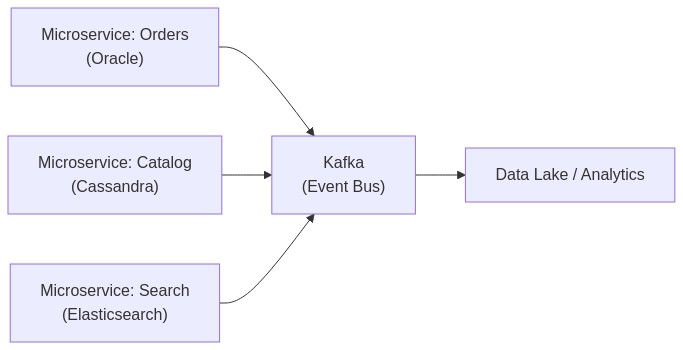 Microservice: Orders
(Oracle)
Microservice: Catalog
(Cassandra)
Microservice: Search
(Elasticsearch)
Kafka
(Event Bus)
Data Lake / Analytics